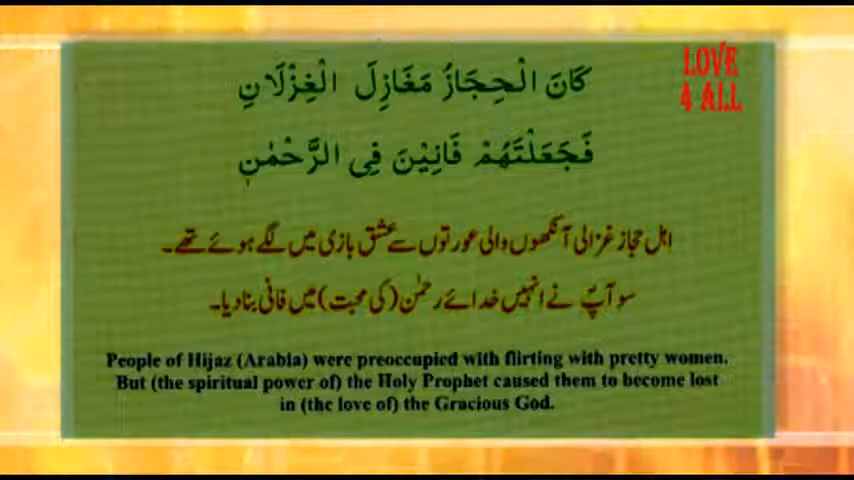 كَانَ الْحِجَازُ مَغَازِلَ الْغِزْلَانِ
فَجَعَلْتَهُمْ فَانِيْنَ فِى الرَّحْمٰنِ
اہل حجاز غزالی آنکھوں والی عورتوں سے عشق بازی میں لگے ہوئے تھے۔
سو آپؐ نے انہیں خدائے رحمٰن (کی محبت) میں فانی بنا دیا۔
People of Hijaz (Arabia) were preoccupied with flirting with pretty women.
But (the spiritual power of) the Holy Prophet caused them to become lost
in (the love of) the Gracious God.
LOVE
4 ALL